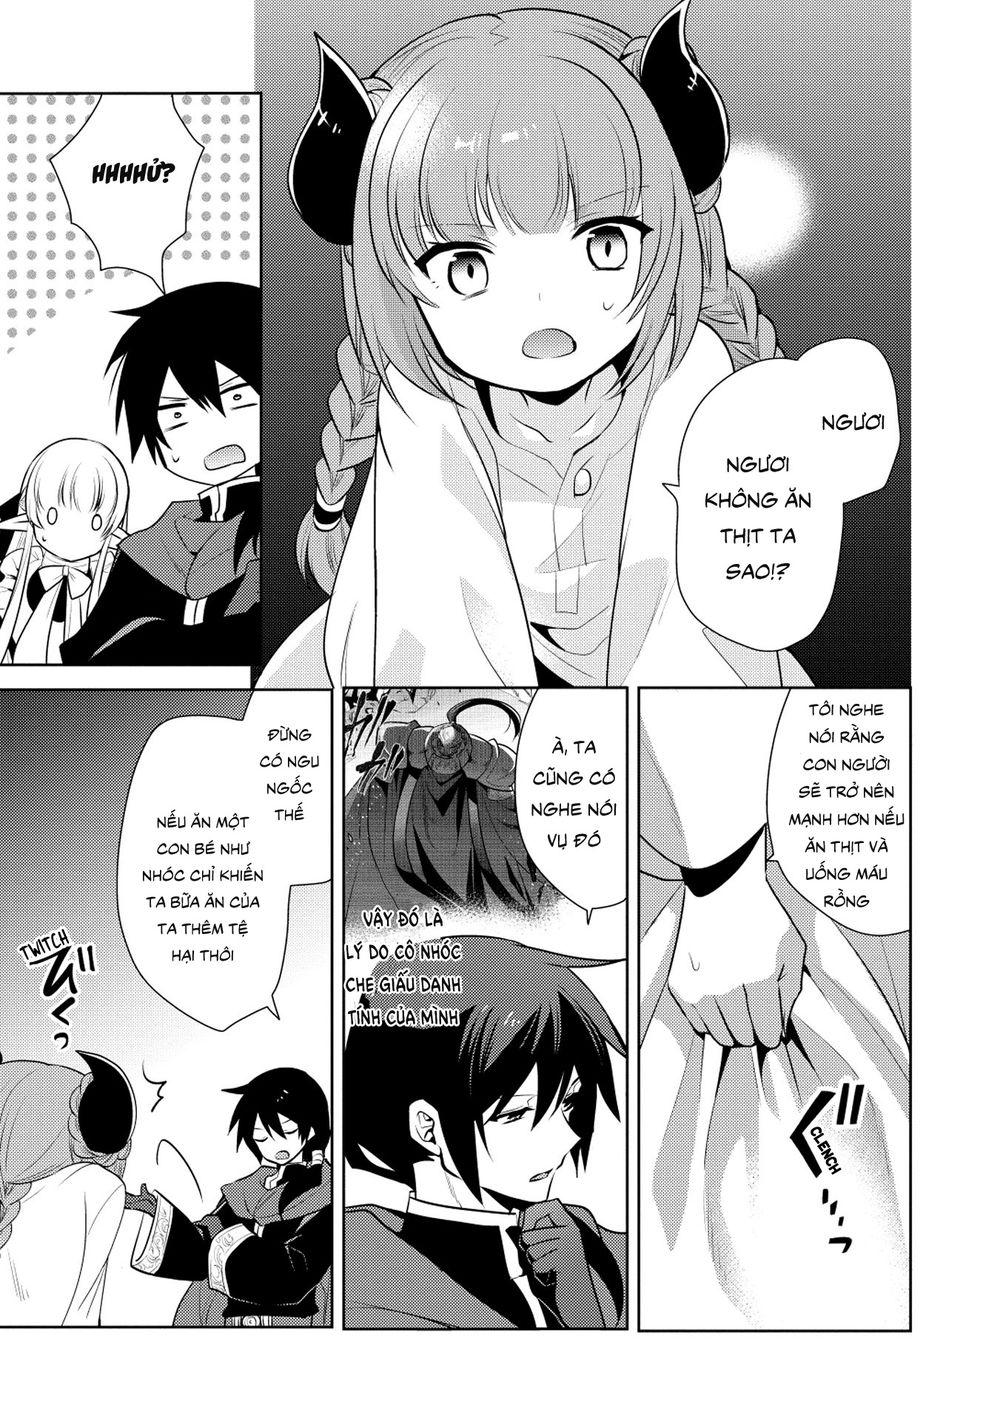 NGƯƠI
NGƯƠI
KHÔNG ĂN
THỊT TA
SAO!?
HHHHỬ?
TÔI NGHE
NÓI RẰNG
CON NGƯỜI
SẼ TRỞ NÊN
MẠNH HƠN NẾU
ĂN THỊT VÀ
UỐNG MÁU
RỒNG
CLENCH
À, TA
CŨNG CÓ
NGHE NÓI
VỤ ĐÓ
VẬY ĐÓ LÀ
LÝ DO CÔ NHÓC
CHE GIẤU DANH
TÍNH CỦA MÌNH
ĐỪNG
CÓ NGU
NGỐC
THẾ
NẾU ĂN MỘT
CON BÉ NHƯ
NHÓC CHỈ KHIẾN
TA BỮA ĂN CỦA
TA THÊM TỆ
HẠI THÔI
TWITCH